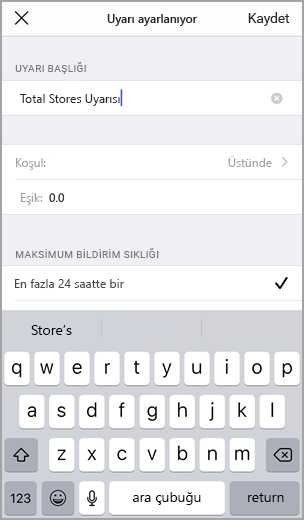 Uyarı ayarlanıyor Kaydet
UYARI BAŞLIĞI
Total Stores Uyarısı
Koşul: Üstünde
Eşik: 0.0
MAKSİMUM BİLDİRİM SIKLIĞI
En fazla 24 saatte bir
Store's
q w e r t y u i o p
a s d f g h j k l
z x c v b n m
123 ara çubuğu return